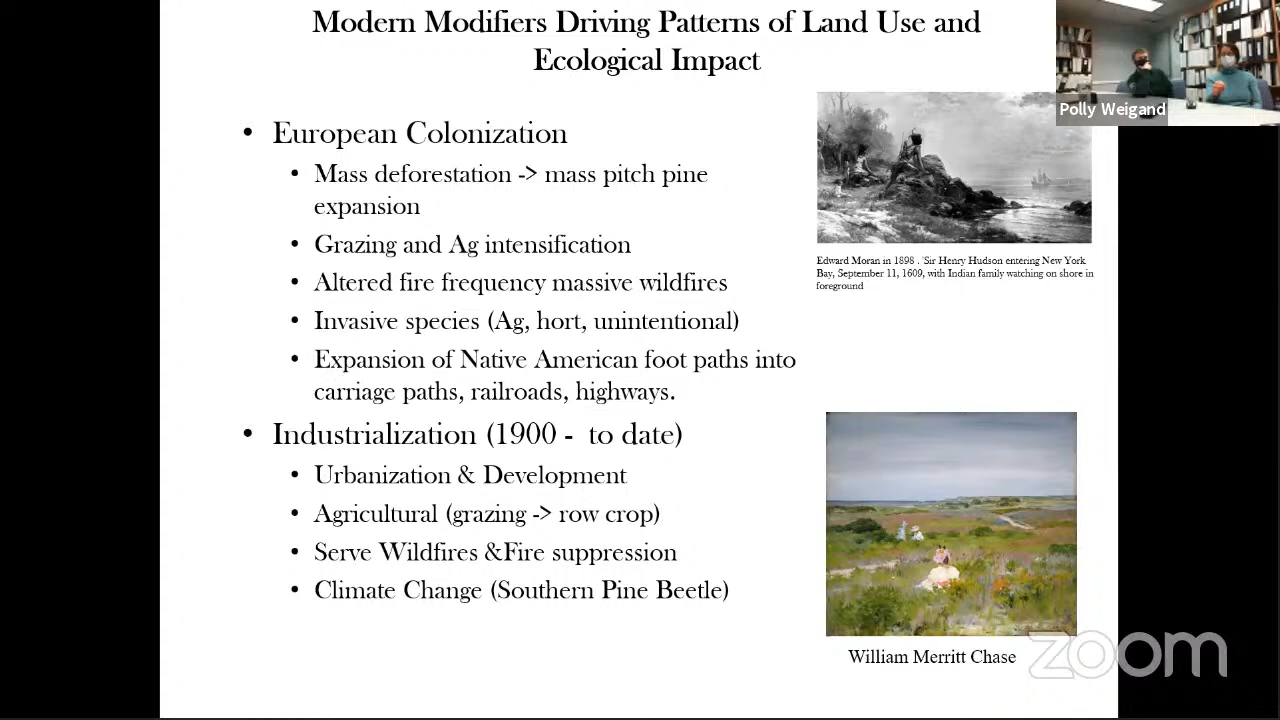 Modern Modifiers Driving Patterns of Land Use and
Ecological Impact
Polly Weigand
• European Colonization
• Mass deforestation -> mass pitch pine
expansion
• Grazing and Ag intensification
• Altered fire frequency massive wildfires
• Invasive species (Ag, hort, unintentional)
• Expansion of Native American foot paths into
carriage paths, railroads, highways.
Edward Moran in 1898 . 'Sir Henry Hudson entering New York
Bay, September 11, 1609, with Indian family watching on shore in
foreground
• Industrialization (1900 - to date)
• Urbanization & Development
• Agricultural (grazing -> row crop)
• Serve Wildfires &Fire suppression
• Climate Change (Southern Pine Beetle)
William Merritt Chase
zoom